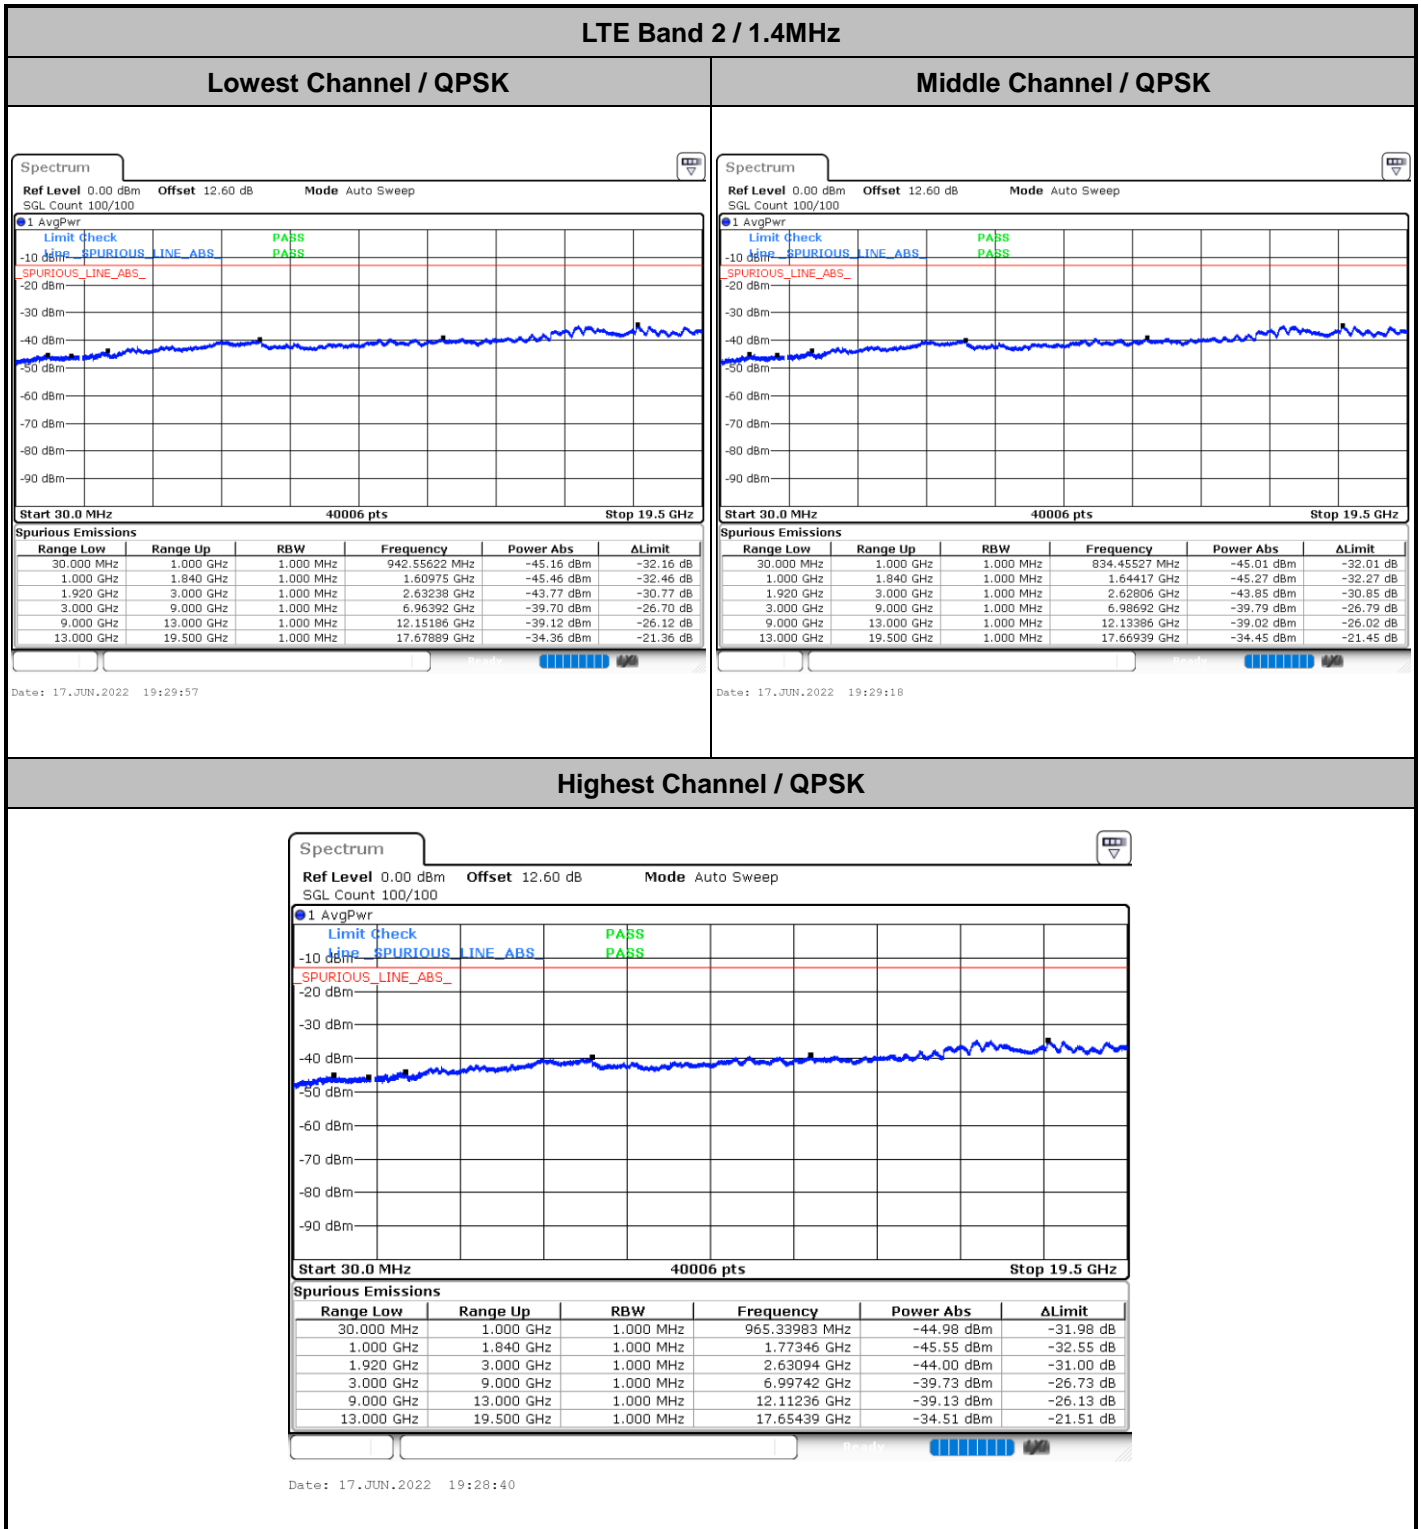 LTE Band 2 / 1.4MHz
Lowest Channel / QPSK
Middle Channel / QPSK
Spectrum
Ref Level 0.00 dBm Offset 12.60 dB Mode Auto Sweep
SGL Count 100/100
1 AvgPwr
Limit Check PASS
Line _SPURIOUS_LINE_ABS_ PASS
-10 dBm
_SPURIOUS_LINE_ABS_
-20 dBm
-30 dBm
-40 dBm
-50 dBm
-60 dBm
-70 dBm
-80 dBm
-90 dBm
Start 30.0 MHz 40006 pts Stop 19.5 GHz
Spurious Emissions
Range Low Range Up RBW Frequency Power Abs ΔLimit
30.000 MHz 1.000 GHz 1.000 MHz 942.55622 MHz -45.16 dBm -32.16 dB
1.000 GHz 1.840 GHz 1.000 MHz 1.60975 GHz -45.46 dBm -32.46 dB
1.920 GHz 3.000 GHz 1.000 MHz 2.63238 GHz -43.77 dBm -30.77 dB
3.000 GHz 9.000 GHz 1.000 MHz 6.96392 GHz -39.70 dBm -26.70 dB
9.000 GHz 13.000 GHz 1.000 MHz 12.15186 GHz -39.12 dBm -26.12 dB
13.000 GHz 19.500 GHz 1.000 MHz 17.67889 GHz -34.36 dBm -21.36 dB
Ready
Date: 17.JUN.2022 19:29:57
Spectrum
Ref Level 0.00 dBm Offset 12.60 dB Mode Auto Sweep
SGL Count 100/100
1 AvgPwr
Limit Check PASS
Line _SPURIOUS_LINE_ABS_ PASS
-10 dBm
_SPURIOUS_LINE_ABS_
-20 dBm
-30 dBm
-40 dBm
-50 dBm
-60 dBm
-70 dBm
-80 dBm
-90 dBm
Start 30.0 MHz 40006 pts Stop 19.5 GHz
Spurious Emissions
Range Low Range Up RBW Frequency Power Abs ΔLimit
30.000 MHz 1.000 GHz 1.000 MHz 834.45527 MHz -45.01 dBm -32.01 dB
1.000 GHz 1.840 GHz 1.000 MHz 1.64417 GHz -45.27 dBm -32.27 dB
1.920 GHz 3.000 GHz 1.000 MHz 2.62806 GHz -43.85 dBm -30.85 dB
3.000 GHz 9.000 GHz 1.000 MHz 6.98692 GHz -39.79 dBm -26.79 dB
9.000 GHz 13.000 GHz 1.000 MHz 12.13386 GHz -39.02 dBm -26.02 dB
13.000 GHz 19.500 GHz 1.000 MHz 17.66939 GHz -34.45 dBm -21.45 dB
Ready
Date: 17.JUN.2022 19:29:18
Highest Channel / QPSK
Spectrum
Ref Level 0.00 dBm Offset 12.60 dB Mode Auto Sweep
SGL Count 100/100
1 AvgPwr
Limit Check PASS
Line _SPURIOUS_LINE_ABS_ PASS
-10 dBm
_SPURIOUS_LINE_ABS_
-20 dBm
-30 dBm
-40 dBm
-50 dBm
-60 dBm
-70 dBm
-80 dBm
-90 dBm
Start 30.0 MHz 40006 pts Stop 19.5 GHz
Spurious Emissions
Range Low Range Up RBW Frequency Power Abs ΔLimit
30.000 MHz 1.000 GHz 1.000 MHz 965.33983 MHz -44.98 dBm -31.98 dB
1.000 GHz 1.840 GHz 1.000 MHz 1.77346 GHz -45.55 dBm -32.55 dB
1.920 GHz 3.000 GHz 1.000 MHz 2.63094 GHz -44.00 dBm -31.00 dB
3.000 GHz 9.000 GHz 1.000 MHz 6.99742 GHz -39.73 dBm -26.73 dB
9.000 GHz 13.000 GHz 1.000 MHz 12.11236 GHz -39.13 dBm -26.13 dB
13.000 GHz 19.500 GHz 1.000 MHz 17.65439 GHz -34.51 dBm -21.51 dB
Ready
Date: 17.JUN.2022 19:28:40